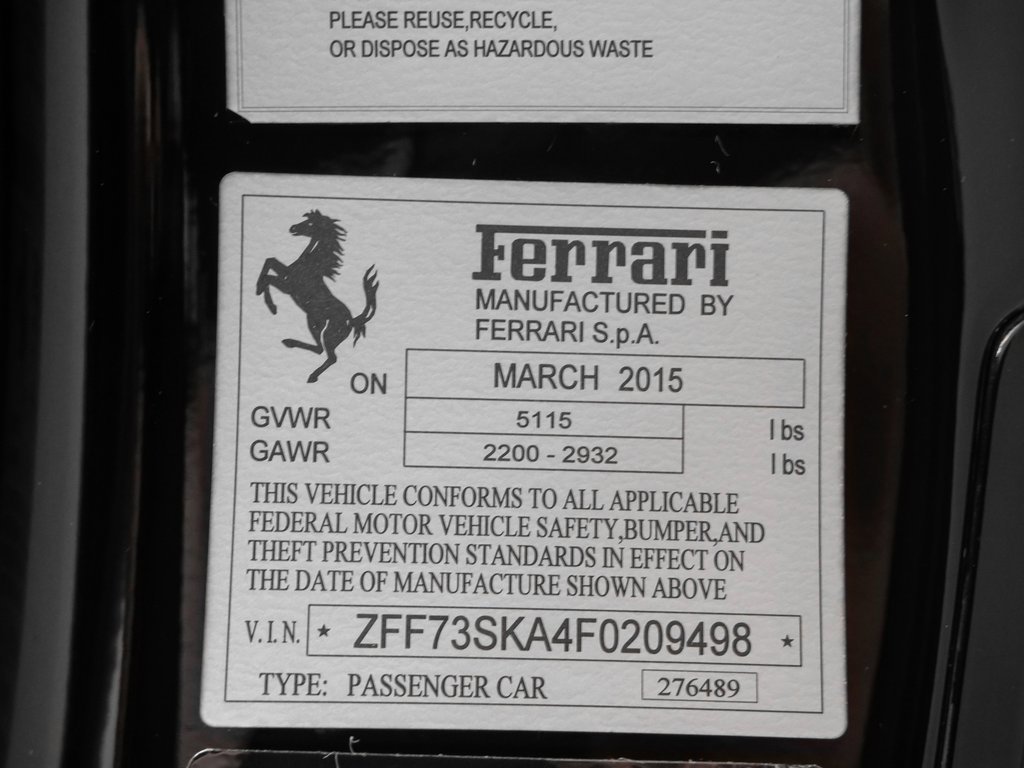 PLEASE REUSE,RECYCLE,
OR DISPOSE AS HAZARDOUS WASTE
Ferrari
MANUFACTURED BY
FERRARI S.p.A.
ON MARCH 2015
GVWR 5115 lbs
GAWR 2200 - 2932 lbs
THIS VEHICLE CONFORMS TO ALL APPLICABLE
FEDERAL MOTOR VEHICLE SAFETY,BUMPER,AND
THEFT PREVENTION STANDARDS IN EFFECT ON
THE DATE OF MANUFACTURE SHOWN ABOVE
V.I.N. ★ ZFF73SKA4F0209498 ★
TYPE: PASSENGER CAR 276489